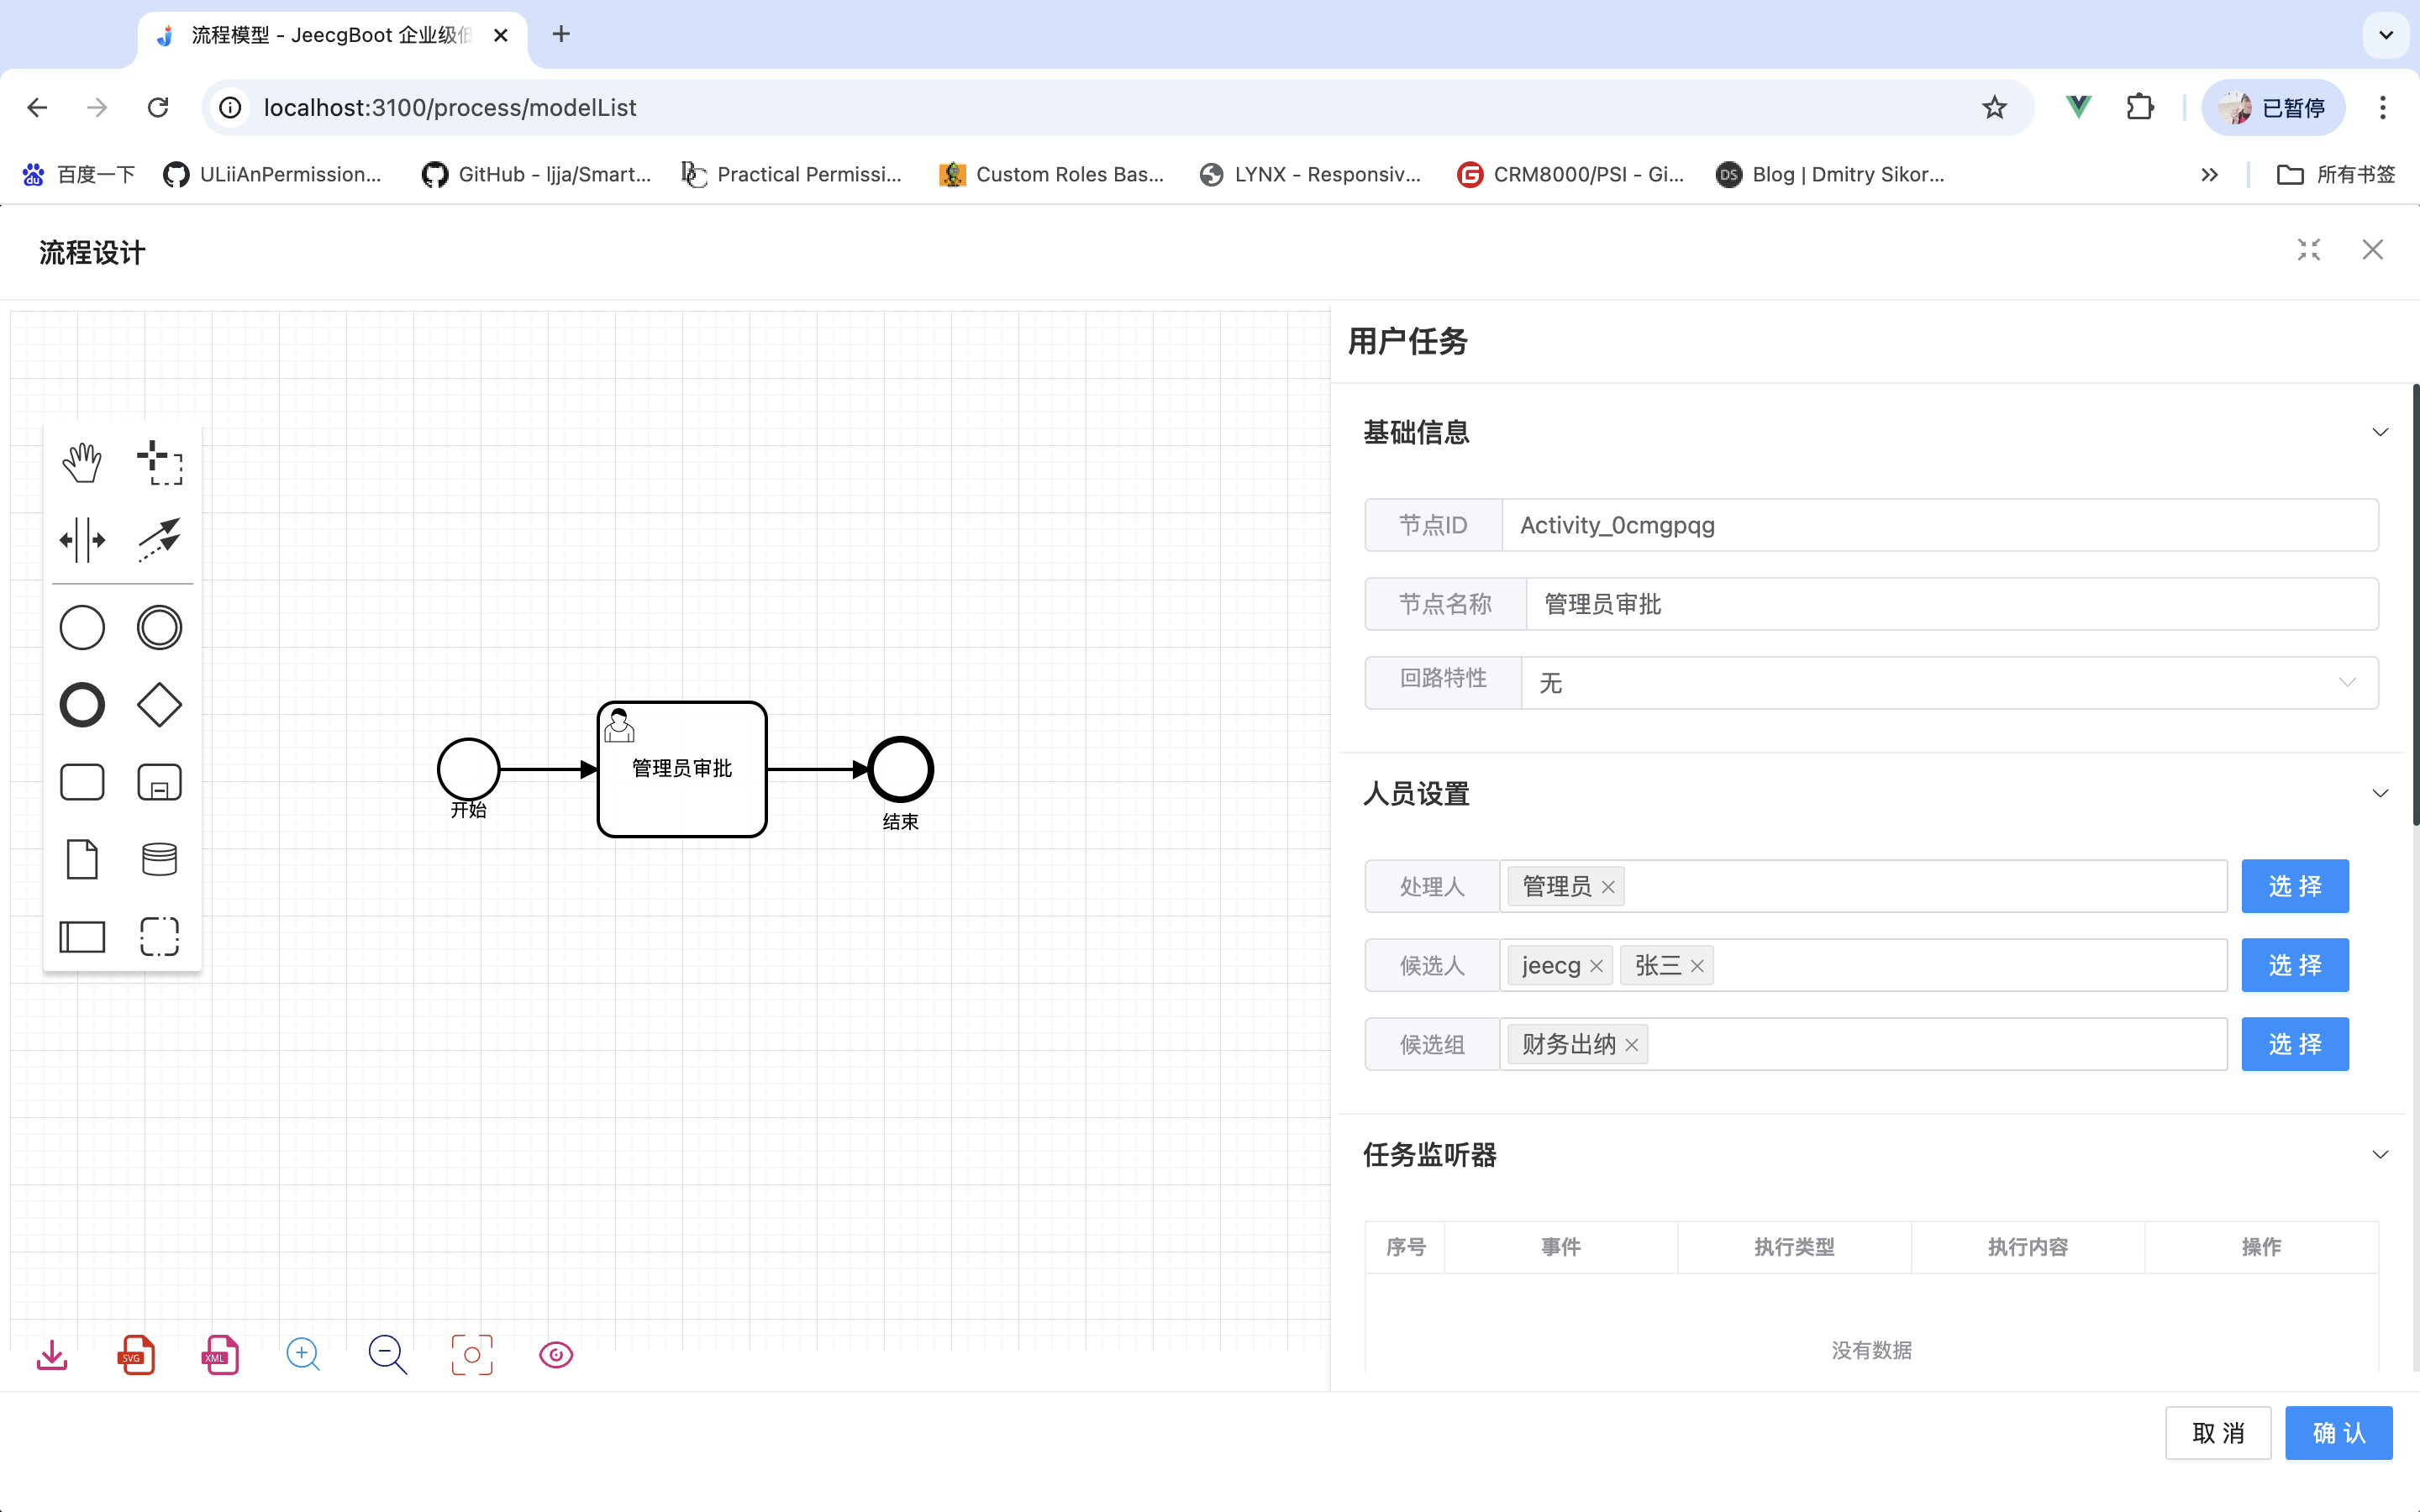 流程模型 - JeecgBoot 企业级低
localhost:3100/process/modelList
已暂停
百度一下
ULiiAnPermission...
GitHub - ljja/Smart...
Practical Permissi...
Custom Roles Bas...
LYNX - Responsiv...
CRM8000/PSI - Gi...
DS
Blog | Dmitry Sikor...
所有书签
流程设计
用户任务
基础信息
节点ID
Activity_0cmgpqg
节点名称
管理员审批
回路特性
无
管理员审批
开始
结束
人员设置
处理人
管理员
选 择
候选人
jeecg
张三
选 择
候选组
财务出纳
选 择
任务监听器
序号
事件
执行类型
执行内容
操作
没有数据
SVG
XML
取 消
确 认